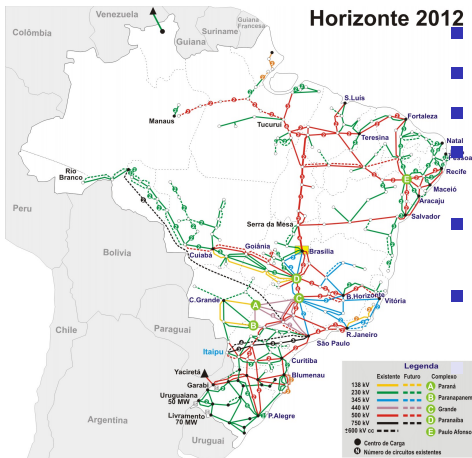 Horizonte 2012
Venezuela
Colômbia
Guiana
Suriname
Guiana
Francesa
Manaus
Tucuruí
S.Luís
Fortaleza
Teresina
Natal
Pessoa
Recife
Maceió
Aracaju
Salvador
E
Rio
Branco
Peru
Serra da Mesa
Goiânia
Brasília
Cuiabá
Bolívia
D
C
C.Grande
A
B
B.Horizonte
Vitória
R.Janeiro
São Paulo
Chile
Paraguai
Itaipu
Curitiba
Blumenau
Yaciretá
Garabi
Uruguaiana
50 MW
Livramento
70 MW
P.Alegre
Argentina
Uruguai
Legenda
Existente Futuro Complexo
138 kV
A Paraná
230 kV
B Paranapanema
345 kV
C Grande
440 kV
D Paranaíba
500 kV
E Paulo Afonso
750 kV
±600 kV cc
Centro de Carga
N Número de circuitos existentes